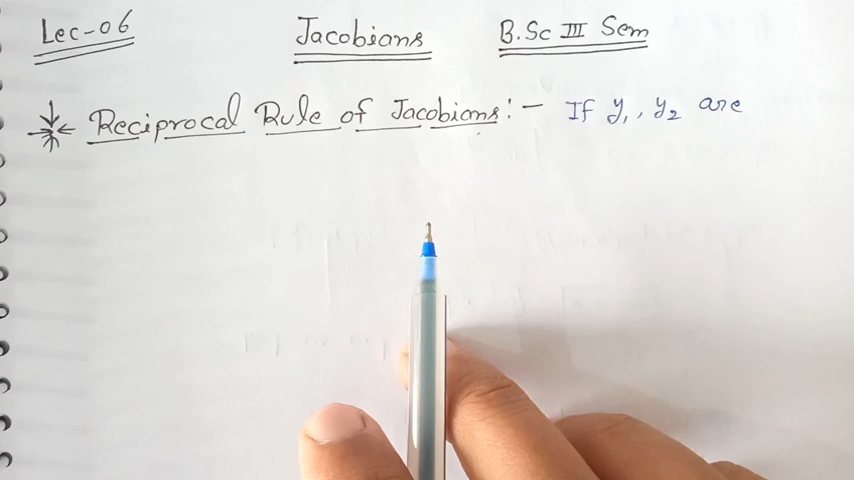 Lec-06 Jacobians B.Sc III Sem
Reciprocal Rule of Jacobians:- If y₁, y₂ are